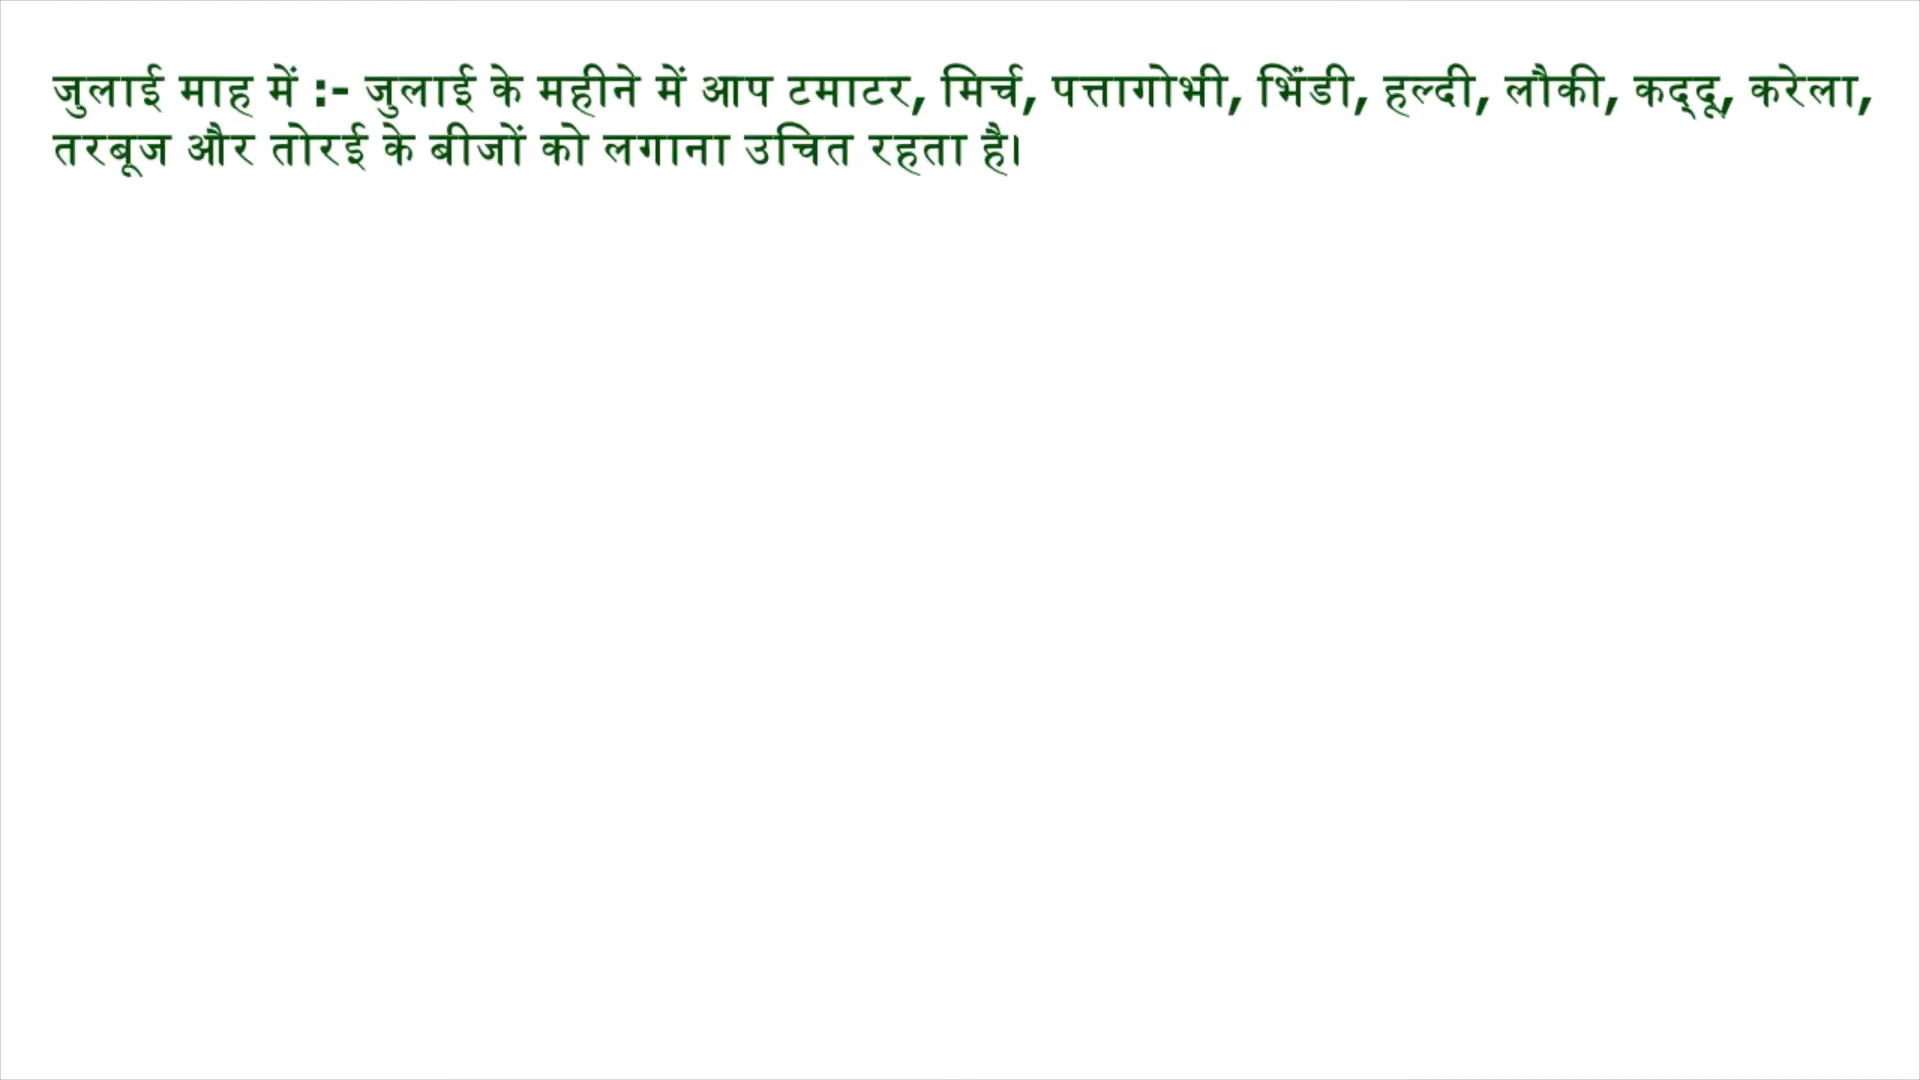 जुलाई माह में :- जुलाई के महीने में आप टमाटर, मिर्च, पत्तागोभी, भिंडी, हल्दी, लौकी, कद्दू, करेला,
तरबूज और तोरई के बीजों को लगाना उचित रहता है।